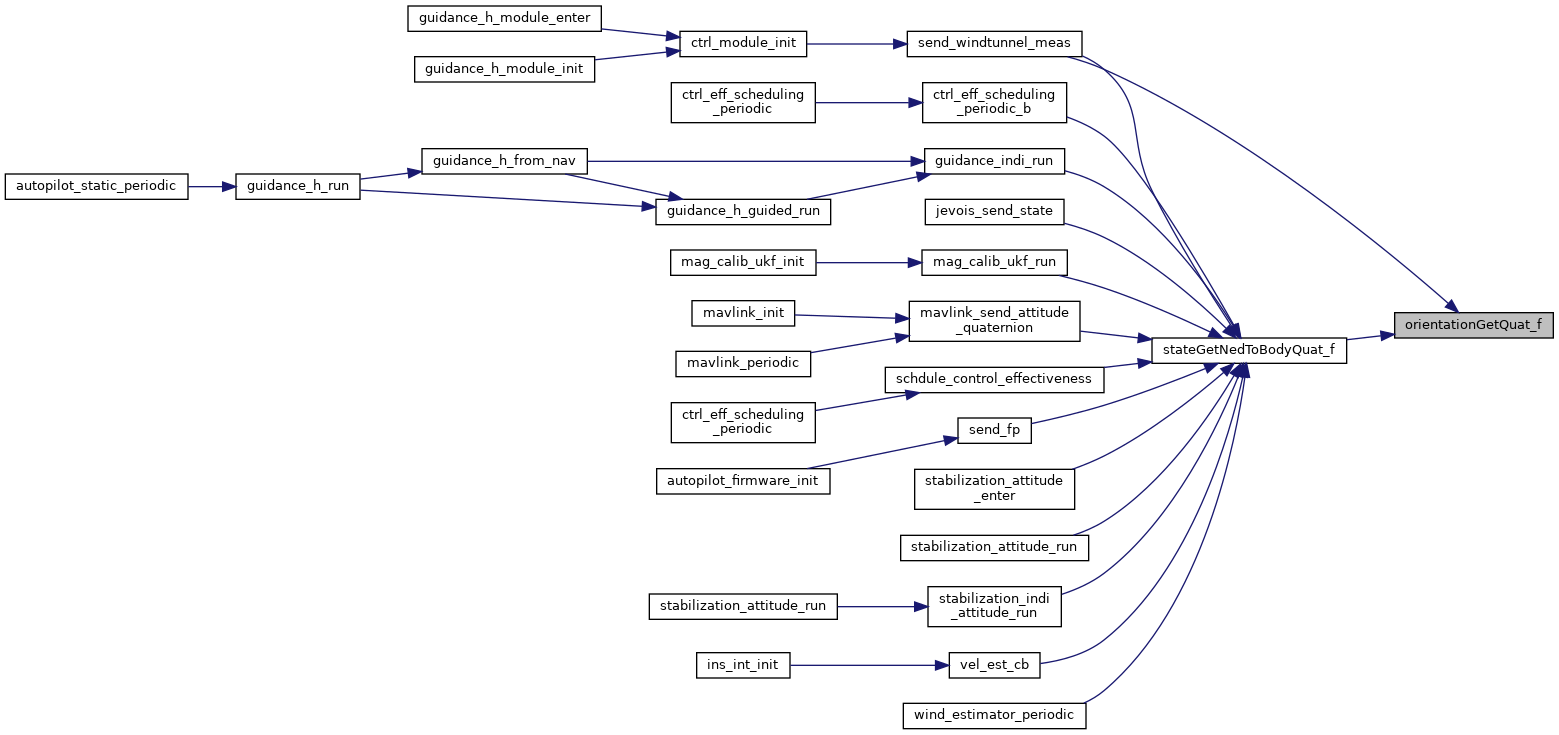 guidance_h_module_enter
guidance_h_module_init
ctrl_module_init
send_windtunnel_meas
ctrl_eff_scheduling
_periodic
ctrl_eff_scheduling
_periodic_b
autopilot_static_periodic
guidance_h_run
guidance_h_from_nav
guidance_h_guided_run
guidance_indi_run
jevois_send_state
mag_calib_ukf_init
mag_calib_ukf_run
mavlink_init
mavlink_periodic
mavlink_send_attitude
_quaternion
stateGetNedToBodyQuat_f
orientationGetQuat_f
schdule_control_effectiveness
ctrl_eff_scheduling
_periodic
send_fp
autopilot_firmware_init
stabilization_attitude
_enter
stabilization_attitude_run
stabilization_attitude_run
stabilization_indi
_attitude_run
ins_int_init
vel_est_cb
wind_estimator_periodic